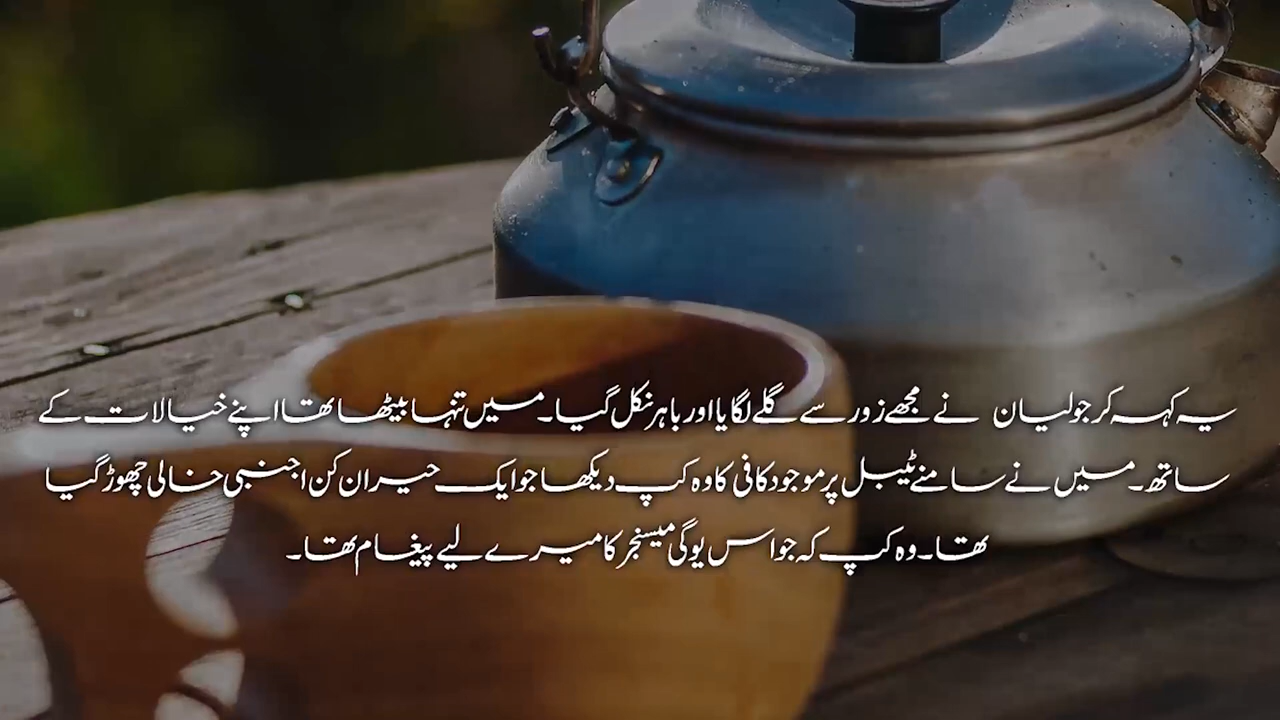 یہ کہہ کر جولیان نے مجھے زور سے گلے لگایا اور باہر نکل گیا۔ میں تنہا بیٹھا تھا اپنے خیالات کے
ساتھ۔ میں نے سامنے ٹیبل پر موجود کافی کا وہ کپ دیکھا جو ایک حیران کن اجنبی خالی چھوڑ گیا
تھا۔ وہ کپ کہ جو اس یوگی میسنجر کا میرے لیے پیغام تھا۔